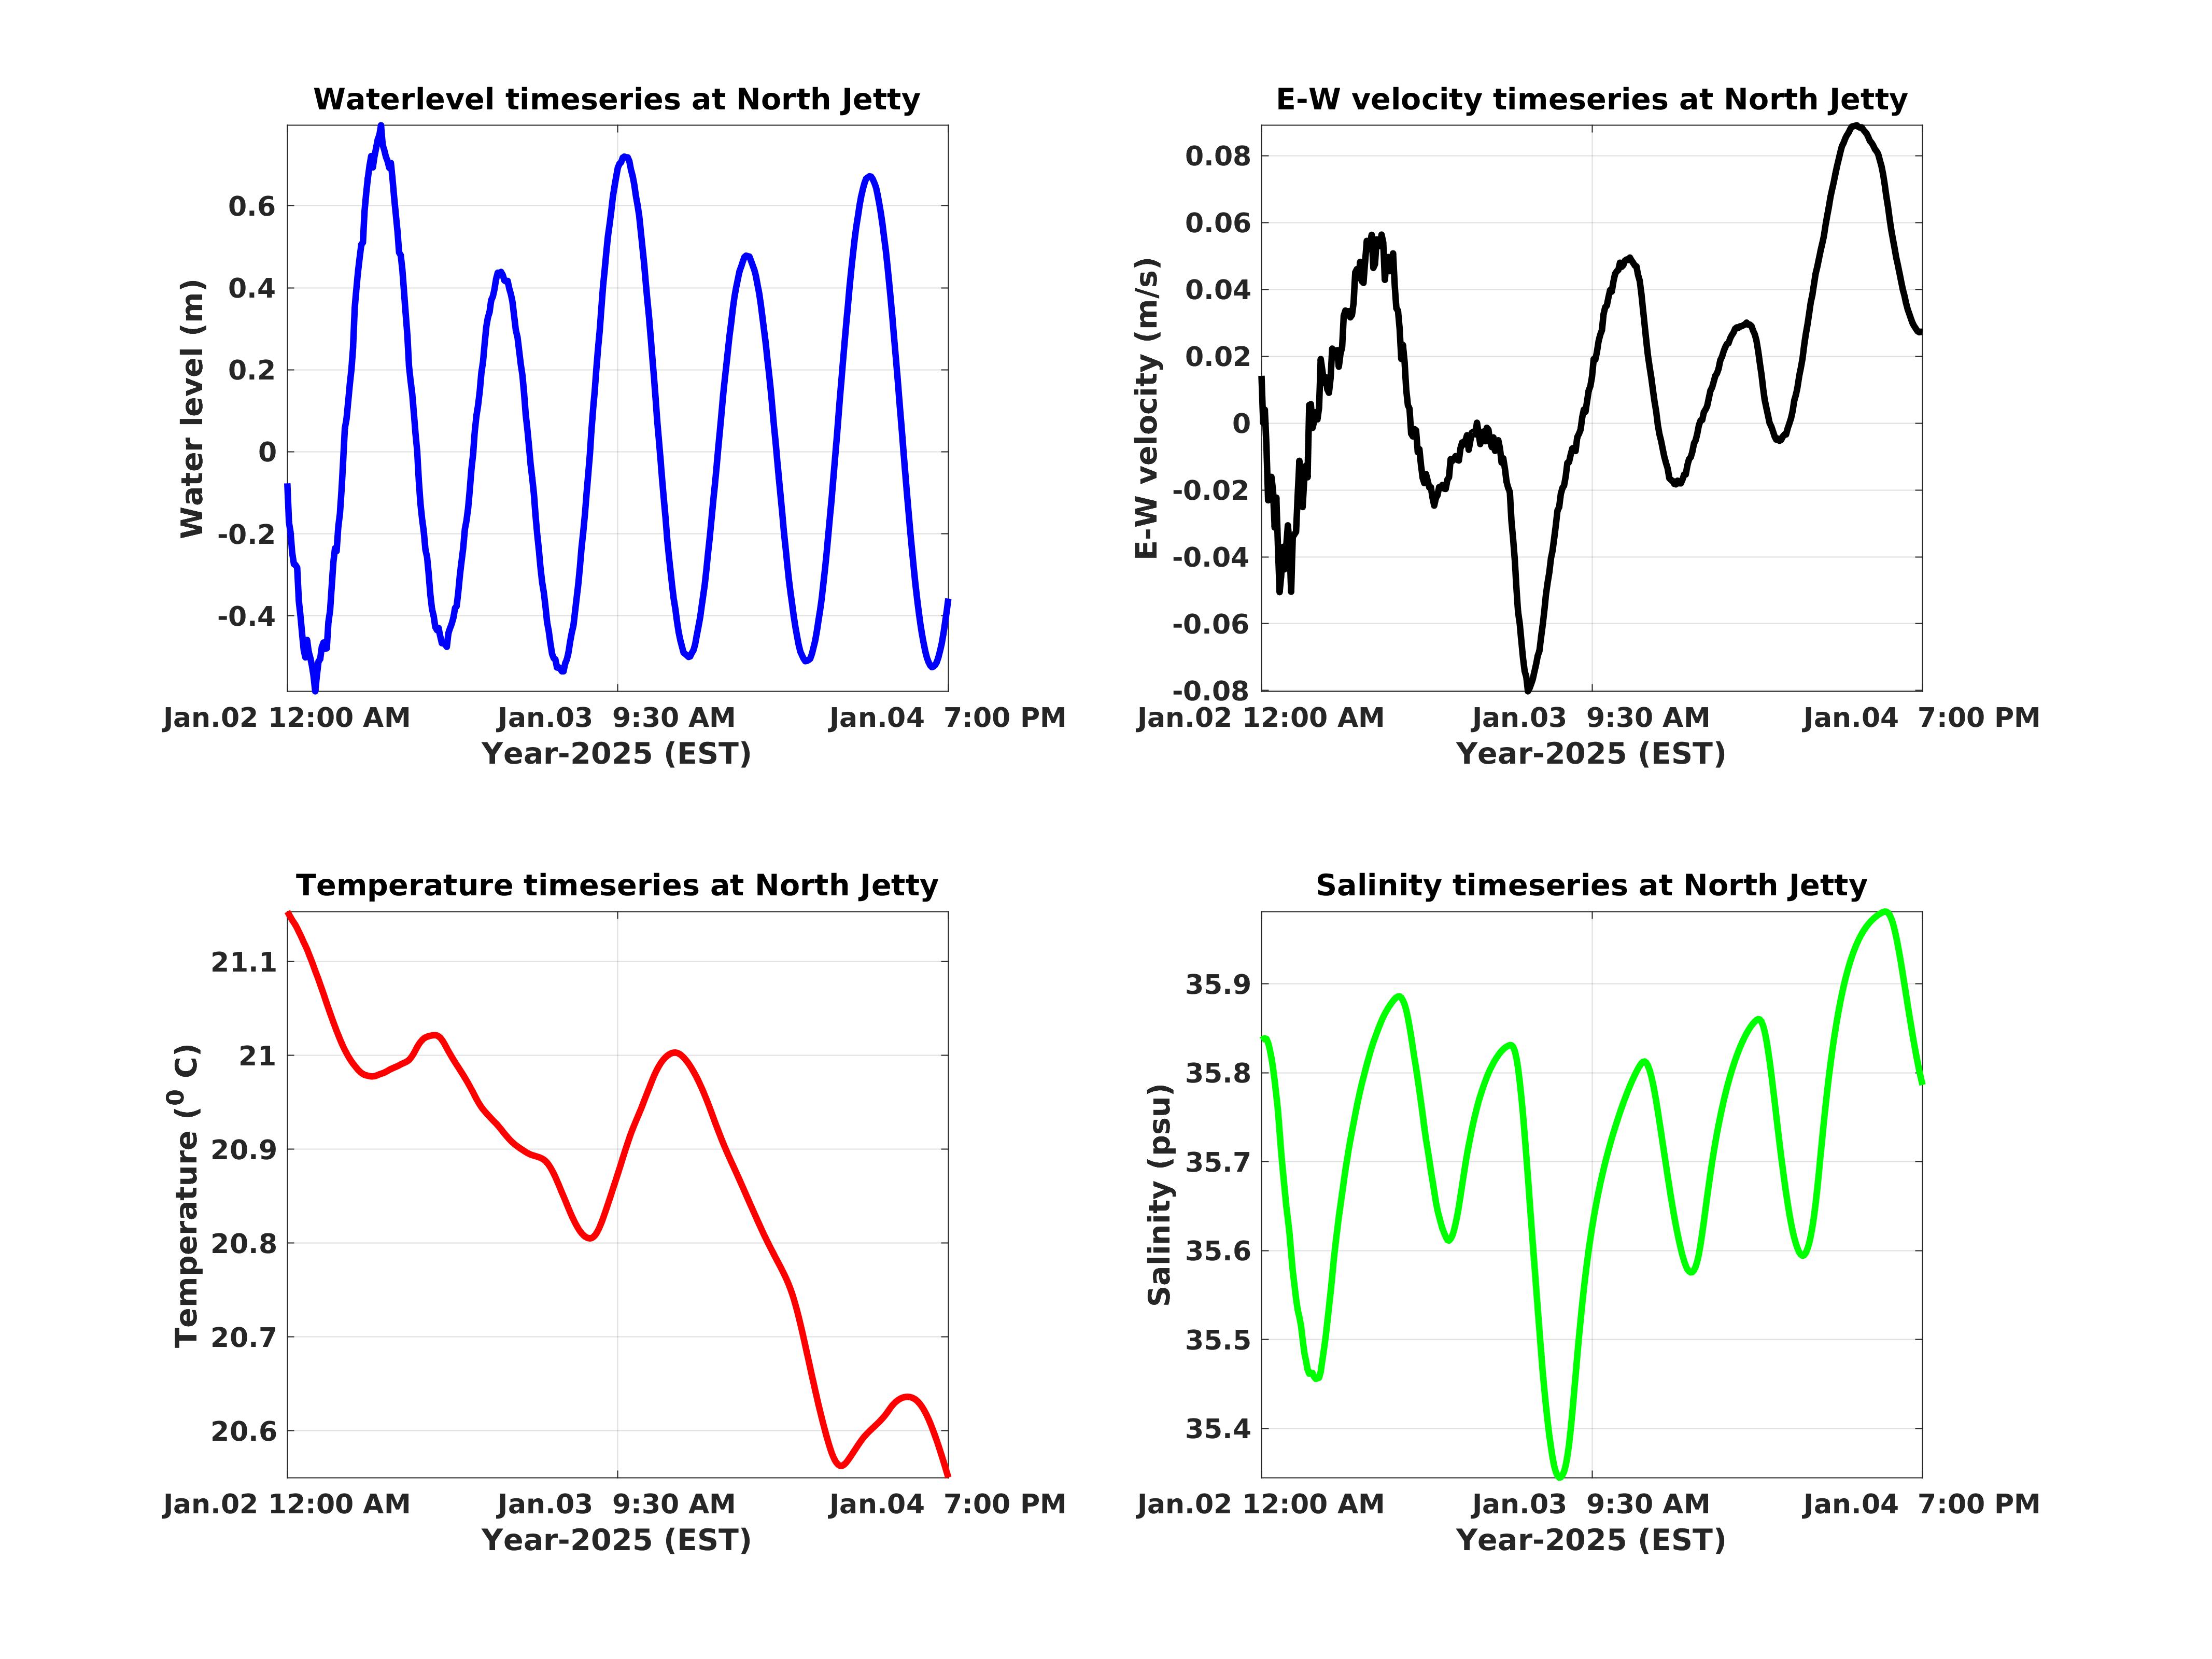 Waterlevel timeseries at North Jetty
0.6
0.4
0.2
0
-0.2
-0.4
Water level (m)
Jan.02 12:00 AM
Jan.03  9:30 AM
Jan.04  7:00 PM
Year-2025 (EST)
E-W velocity timeseries at North Jetty
0.08
0.06
0.04
0.02
0
-0.02
-0.04
-0.06
-0.08
E-W velocity (m/s)
Jan.02 12:00 AM
Jan.03  9:30 AM
Jan.04  7:00 PM
Year-2025 (EST)
Temperature timeseries at North Jetty
21.1
21
20.9
20.8
20.7
20.6
Temperature (⁰ C)
Jan.02 12:00 AM
Jan.03  9:30 AM
Jan.04  7:00 PM
Year-2025 (EST)
Salinity timeseries at North Jetty
35.9
35.8
35.7
35.6
35.5
35.4
Salinity (psu)
Jan.02 12:00 AM
Jan.03  9:30 AM
Jan.04  7:00 PM
Year-2025 (EST)